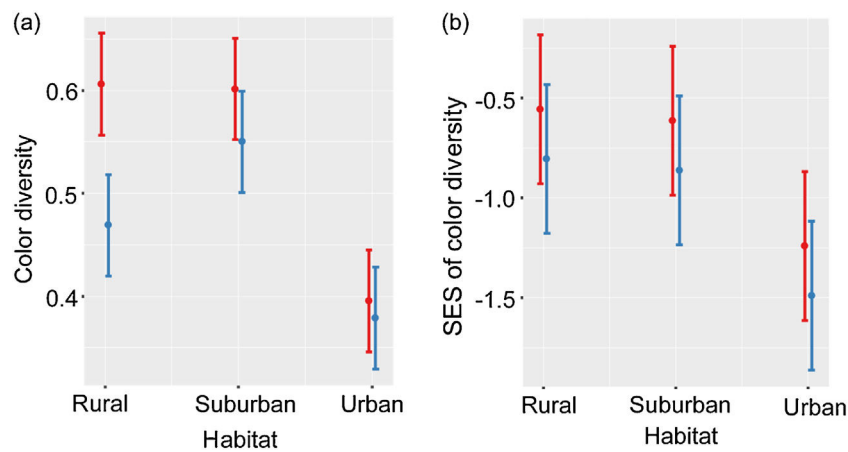 (a)
Color diversity
0.6
0.5
0.4
Rural Suburban Urban
Habitat
(b)
SES of color diversity
-0.5
-1.0
-1.5
Rural Suburban Urban
Habitat